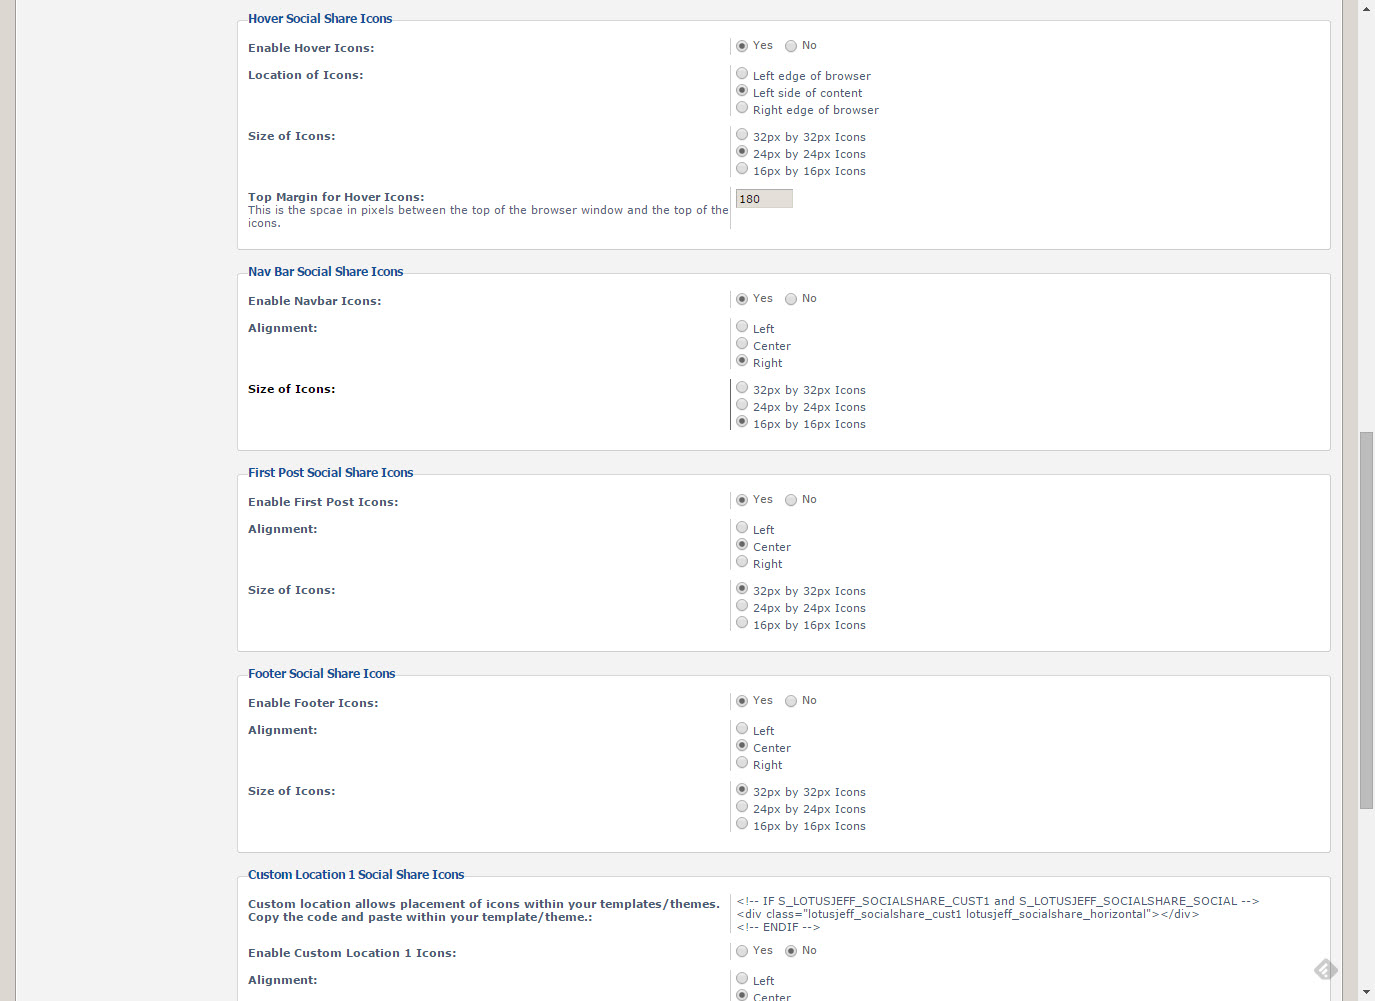 Hover Social Share Icons
Enable Hover Icons:
Yes No
Location of Icons:
Left edge of browser
Left side of content
Right edge of browser
Size of Icons:
32px by 32px Icons
24px by 24px Icons
16px by 16px Icons
Top Margin for Hover Icons:
This is the spcae in pixels between the top of the browser window and the top of the
icons.
180
Nav Bar Social Share Icons
Enable Navbar Icons:
Yes No
Alignment:
Left
Center
Right
Size of Icons:
32px by 32px Icons
24px by 24px Icons
16px by 16px Icons
First Post Social Share Icons
Enable First Post Icons:
Yes No
Alignment:
Left
Center
Right
Size of Icons:
32px by 32px Icons
24px by 24px Icons
16px by 16px Icons
Footer Social Share Icons
Enable Footer Icons:
Yes No
Alignment:
Left
Center
Right
Size of Icons:
32px by 32px Icons
24px by 24px Icons
16px by 16px Icons
Custom Location 1 Social Share Icons
Custom location allows placement of icons within your templates/themes.
Copy the code and paste within your template/theme.:
<!-- IF S_LOTUSJEFF_SOCIALSHARE_CUST1 and S_LOTUSJEFF_SOCIALSHARE_SOCIAL -->
<div class="lotusjeff_socialshare_cust1 lotusjeff_socialshare_horizontal"></div>
<!-- ENDIF -->
Enable Custom Location 1 Icons:
Yes No
Alignment:
Left
Center